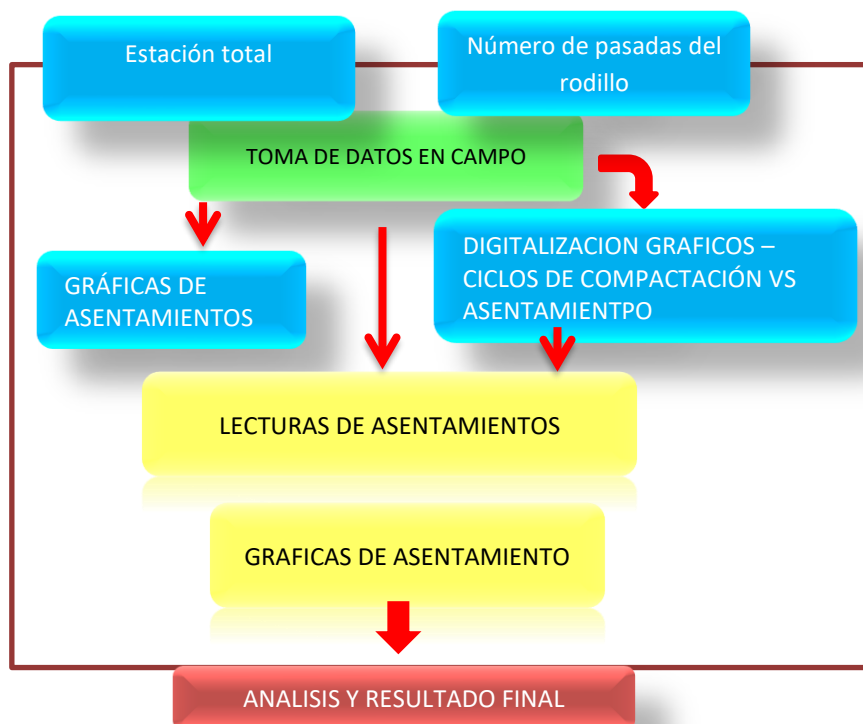 Estación total
Número de pasadas del
rodillo
TOMA DE DATOS EN CAMPO
GRÁFICAS DE
ASENTAMIENTOS
DIGITALIZACION GRAFICOS –
CICLOS DE COMPACTACIÓN VS
ASENTAMIENTPO
LECTURAS DE ASENTAMIENTOS
GRAFICAS DE ASENTAMIENTO
ANALISIS Y RESULTADO FINAL